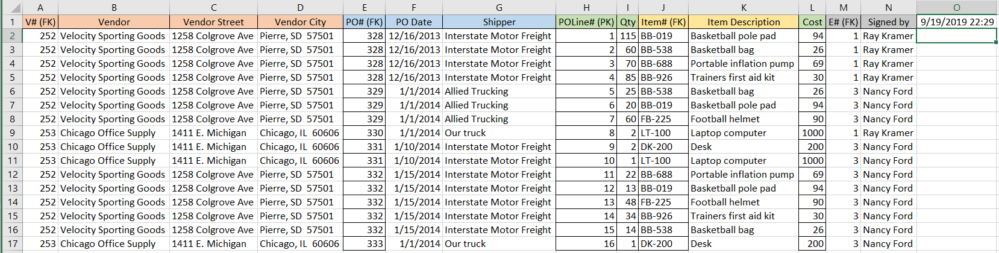 A B C D E F G H I J K L M N O
1 V# (FK) Vendor Vendor Street Vendor City PO# (FK) PO Date Shipper POLine# (PK) Qty Item# (FK) Item Description Cost E# (FK) Signed by 9/19/2019 22:29
2 252 Velocity Sporting Goods 1258 Colgrove Ave Pierre, SD  57501 328 12/16/2013 Interstate Motor Freight 1 115 BB-019 Basketball pole pad 94 1 Ray Kramer
3 252 Velocity Sporting Goods 1258 Colgrove Ave Pierre, SD  57501 328 12/16/2013 Interstate Motor Freight 2 60 BB-538 Basketball bag 26 1 Ray Kramer
4 252 Velocity Sporting Goods 1258 Colgrove Ave Pierre, SD  57501 328 12/16/2013 Interstate Motor Freight 3 70 BB-688 Portable inflation pump 69 1 Ray Kramer
5 252 Velocity Sporting Goods 1258 Colgrove Ave Pierre, SD  57501 328 12/16/2013 Interstate Motor Freight 4 85 BB-926 Trainers first aid kit 30 1 Ray Kramer
6 252 Velocity Sporting Goods 1258 Colgrove Ave Pierre, SD  57501 329 1/1/2014 Allied Trucking 5 25 BB-538 Basketball bag 26 3 Nancy Ford
7 252 Velocity Sporting Goods 1258 Colgrove Ave Pierre, SD  57501 329 1/1/2014 Allied Trucking 6 20 BB-019 Basketball pole pad 94 3 Nancy Ford
8 252 Velocity Sporting Goods 1258 Colgrove Ave Pierre, SD  57501 329 1/1/2014 Allied Trucking 7 60 FB-225 Football helmet 90 3 Nancy Ford
9 253 Chicago Office Supply 1411 E. Michigan Chicago, IL  60606 330 1/1/2014 Our truck 8 2 LT-100 Laptop computer 1000 1 Ray Kramer
10 253 Chicago Office Supply 1411 E. Michigan Chicago, IL  60606 331 1/10/2014 Interstate Motor Freight 9 2 DK-200 Desk 200 3 Nancy Ford
11 253 Chicago Office Supply 1411 E. Michigan Chicago, IL  60606 331 1/10/2014 Interstate Motor Freight 10 1 LT-100 Laptop computer 1000 3 Nancy Ford
12 252 Velocity Sporting Goods 1258 Colgrove Ave Pierre, SD  57501 332 1/15/2014 Interstate Motor Freight 11 22 BB-688 Portable inflation pump 69 3 Nancy Ford
13 252 Velocity Sporting Goods 1258 Colgrove Ave Pierre, SD  57501 332 1/15/2014 Interstate Motor Freight 12 13 BB-019 Basketball pole pad 94 3 Nancy Ford
14 252 Velocity Sporting Goods 1258 Colgrove Ave Pierre, SD  57501 332 1/15/2014 Interstate Motor Freight 13 48 FB-225 Football helmet 90 3 Nancy Ford
15 252 Velocity Sporting Goods 1258 Colgrove Ave Pierre, SD  57501 332 1/15/2014 Interstate Motor Freight 14 34 BB-926 Trainers first aid kit 30 3 Nancy Ford
16 252 Velocity Sporting Goods 1258 Colgrove Ave Pierre, SD  57501 332 1/15/2014 Interstate Motor Freight 15 14 BB-538 Basketball bag 26 3 Nancy Ford
17 253 Chicago Office Supply 1411 E. Michigan Chicago, IL  60606 333 1/1/2014 Our truck 16 1 DK-200 Desk 200 3 Nancy Ford